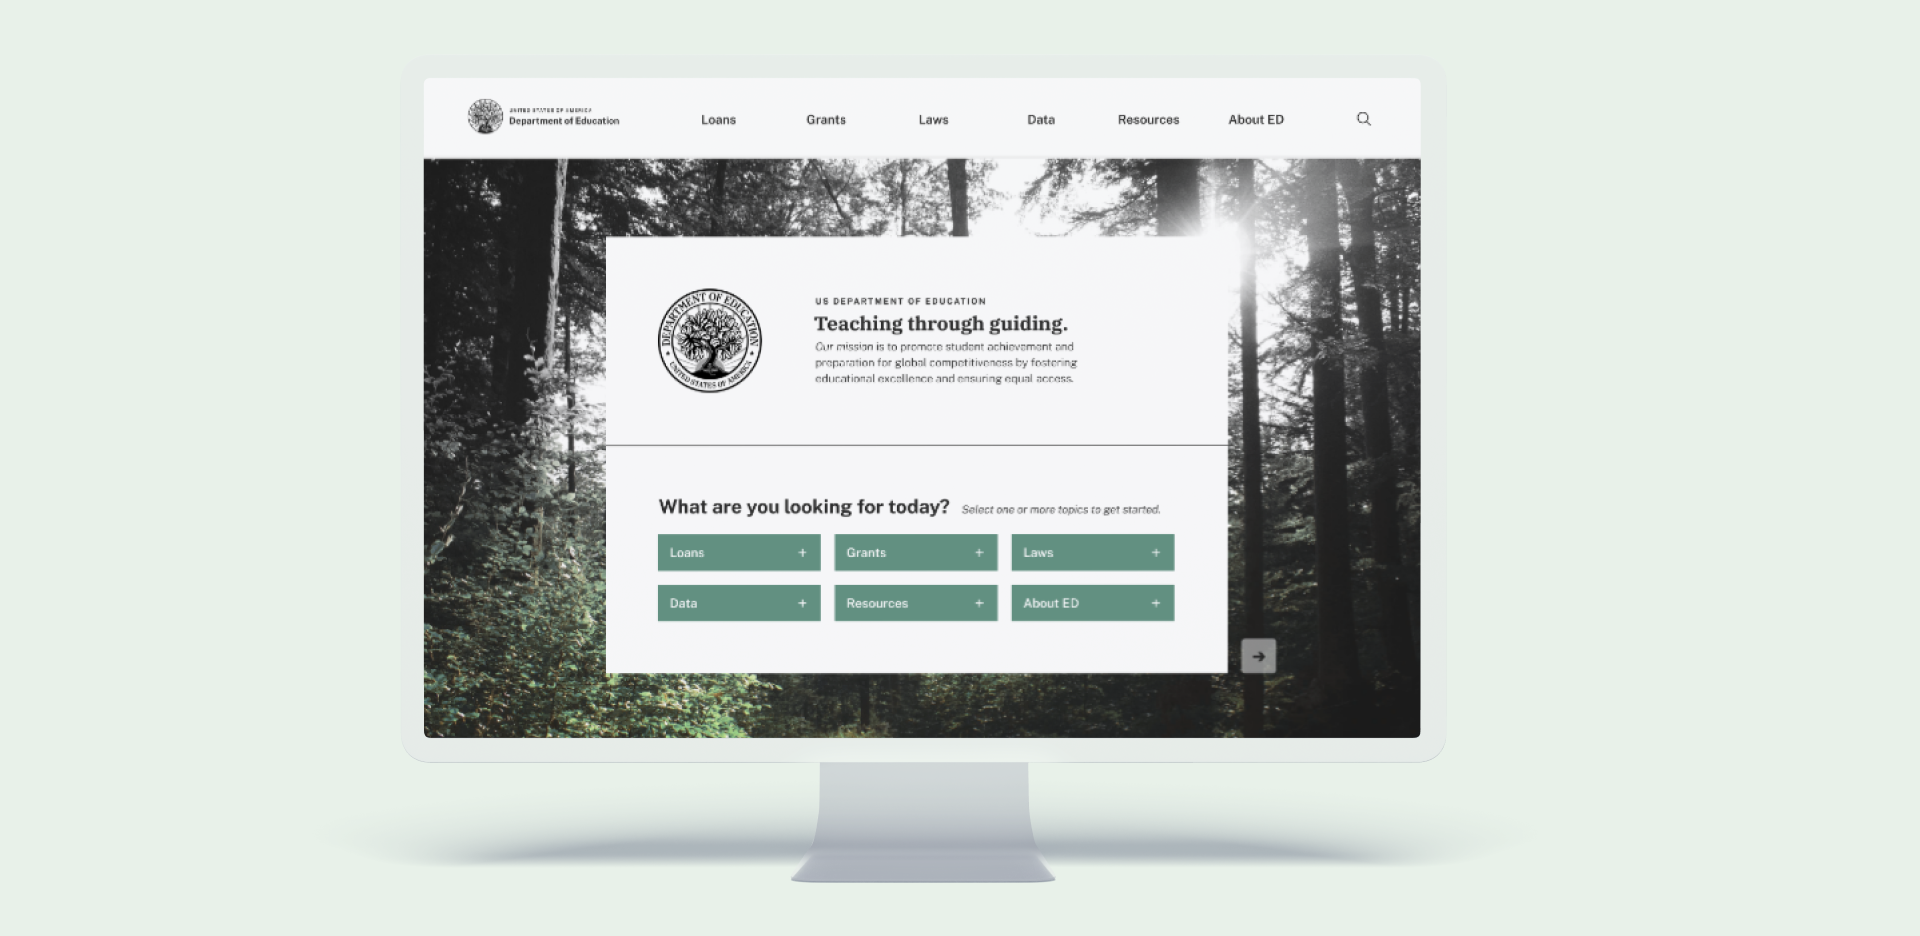 UNITED STATES OF AMERICA
Department of Education
Loans
Grants
Laws
Data
Resources
About ED
DEPARTMENT OF EDUCATION
UNITED STATES OF AMERICA
US DEPARTMENT OF EDUCATION
Teaching through guiding.
Our mission is to promote student achievement and
preparation for global competitiveness by fostering
educational excellence and ensuring equal access.
What are you looking for today? Select one or more topics to get started.
Loans +
Grants +
Laws +
Data +
Resources +
About ED +